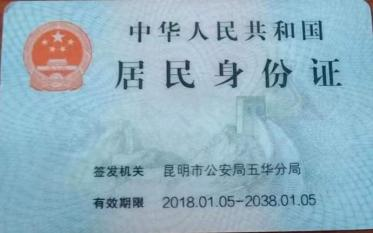 中华人民共和国
居民身份证
签发机关 昆明市公安局五华分局
有效期限 2018.01.05-2038.01.05